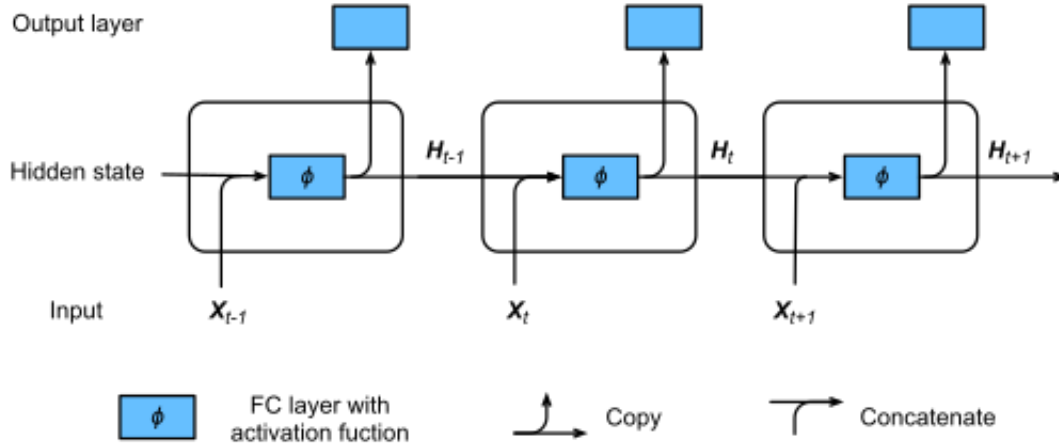 Output layer
Hidden state
ϕ
H_{t-1}
ϕ
H_t
ϕ
H_{t+1}
Input
X_{t-1}
X_t
X_{t+1}
ϕ
FC layer with
activation fuction
Copy
Concatenate